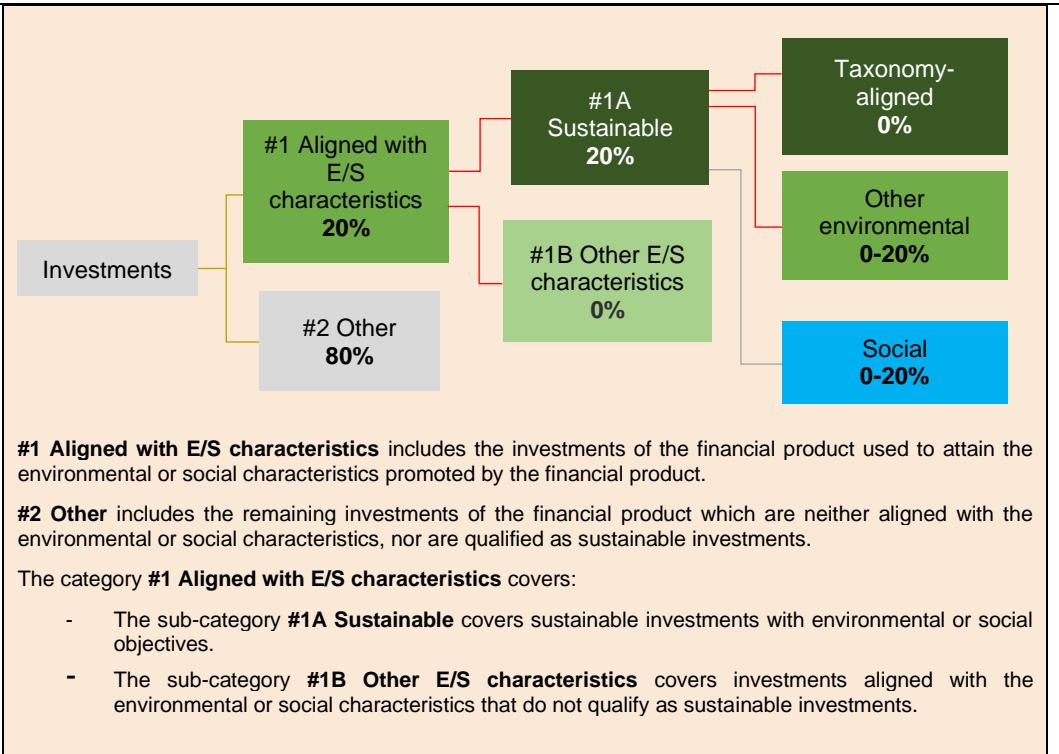 Investments
#1 Aligned with
E/S
characteristics
20%
#2 Other
80%
#1A
Sustainable
20%
#1B Other E/S
characteristics
0%
Taxonomy-
aligned
0%
Other
environmental
0-20%
Social
0-20%
#1 Aligned with E/S characteristics includes the investments of the financial product used to attain the
environmental or social characteristics promoted by the financial product.
#2 Other includes the remaining investments of the financial product which are neither aligned with the
environmental or social characteristics, nor are qualified as sustainable investments.
The category #1 Aligned with E/S characteristics covers:
- The sub-category #1A Sustainable covers sustainable investments with environmental or social
objectives.
- The sub-category #1B Other E/S characteristics covers investments aligned with the
environmental or social characteristics that do not qualify as sustainable investments.